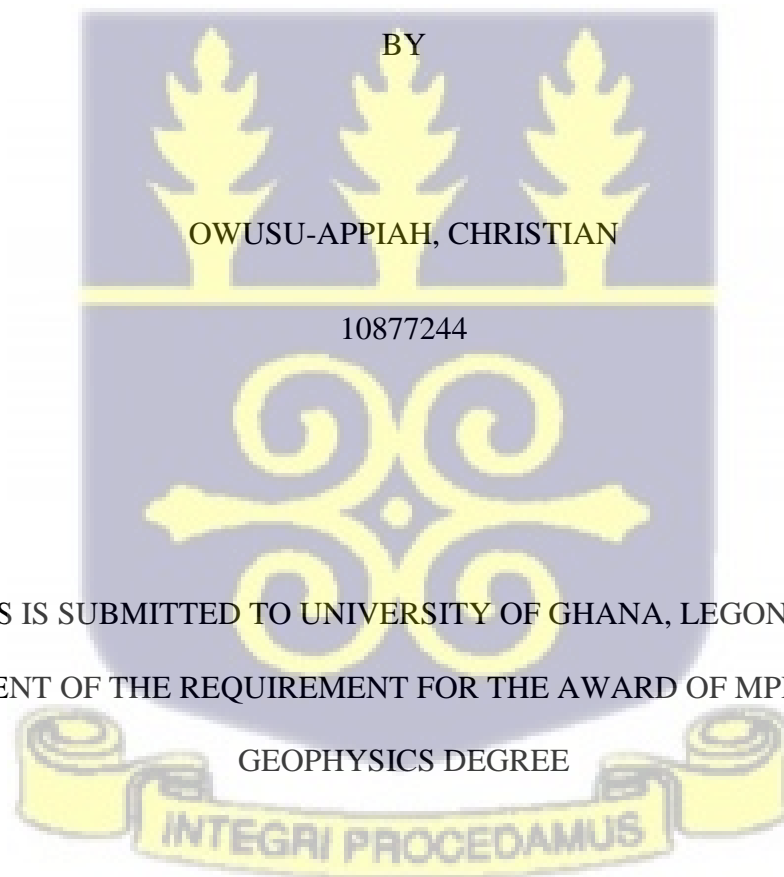 BY
OWUSU-APPIAH, CHRISTIAN
10877244
S IS SUBMITTED TO UNIVERSITY OF GHANA, LEGON
ENT OF THE REQUIREMENT FOR THE AWARD OF MP
GEOPHYSICS DEGREE
INTEGRI PROCEDAMUS